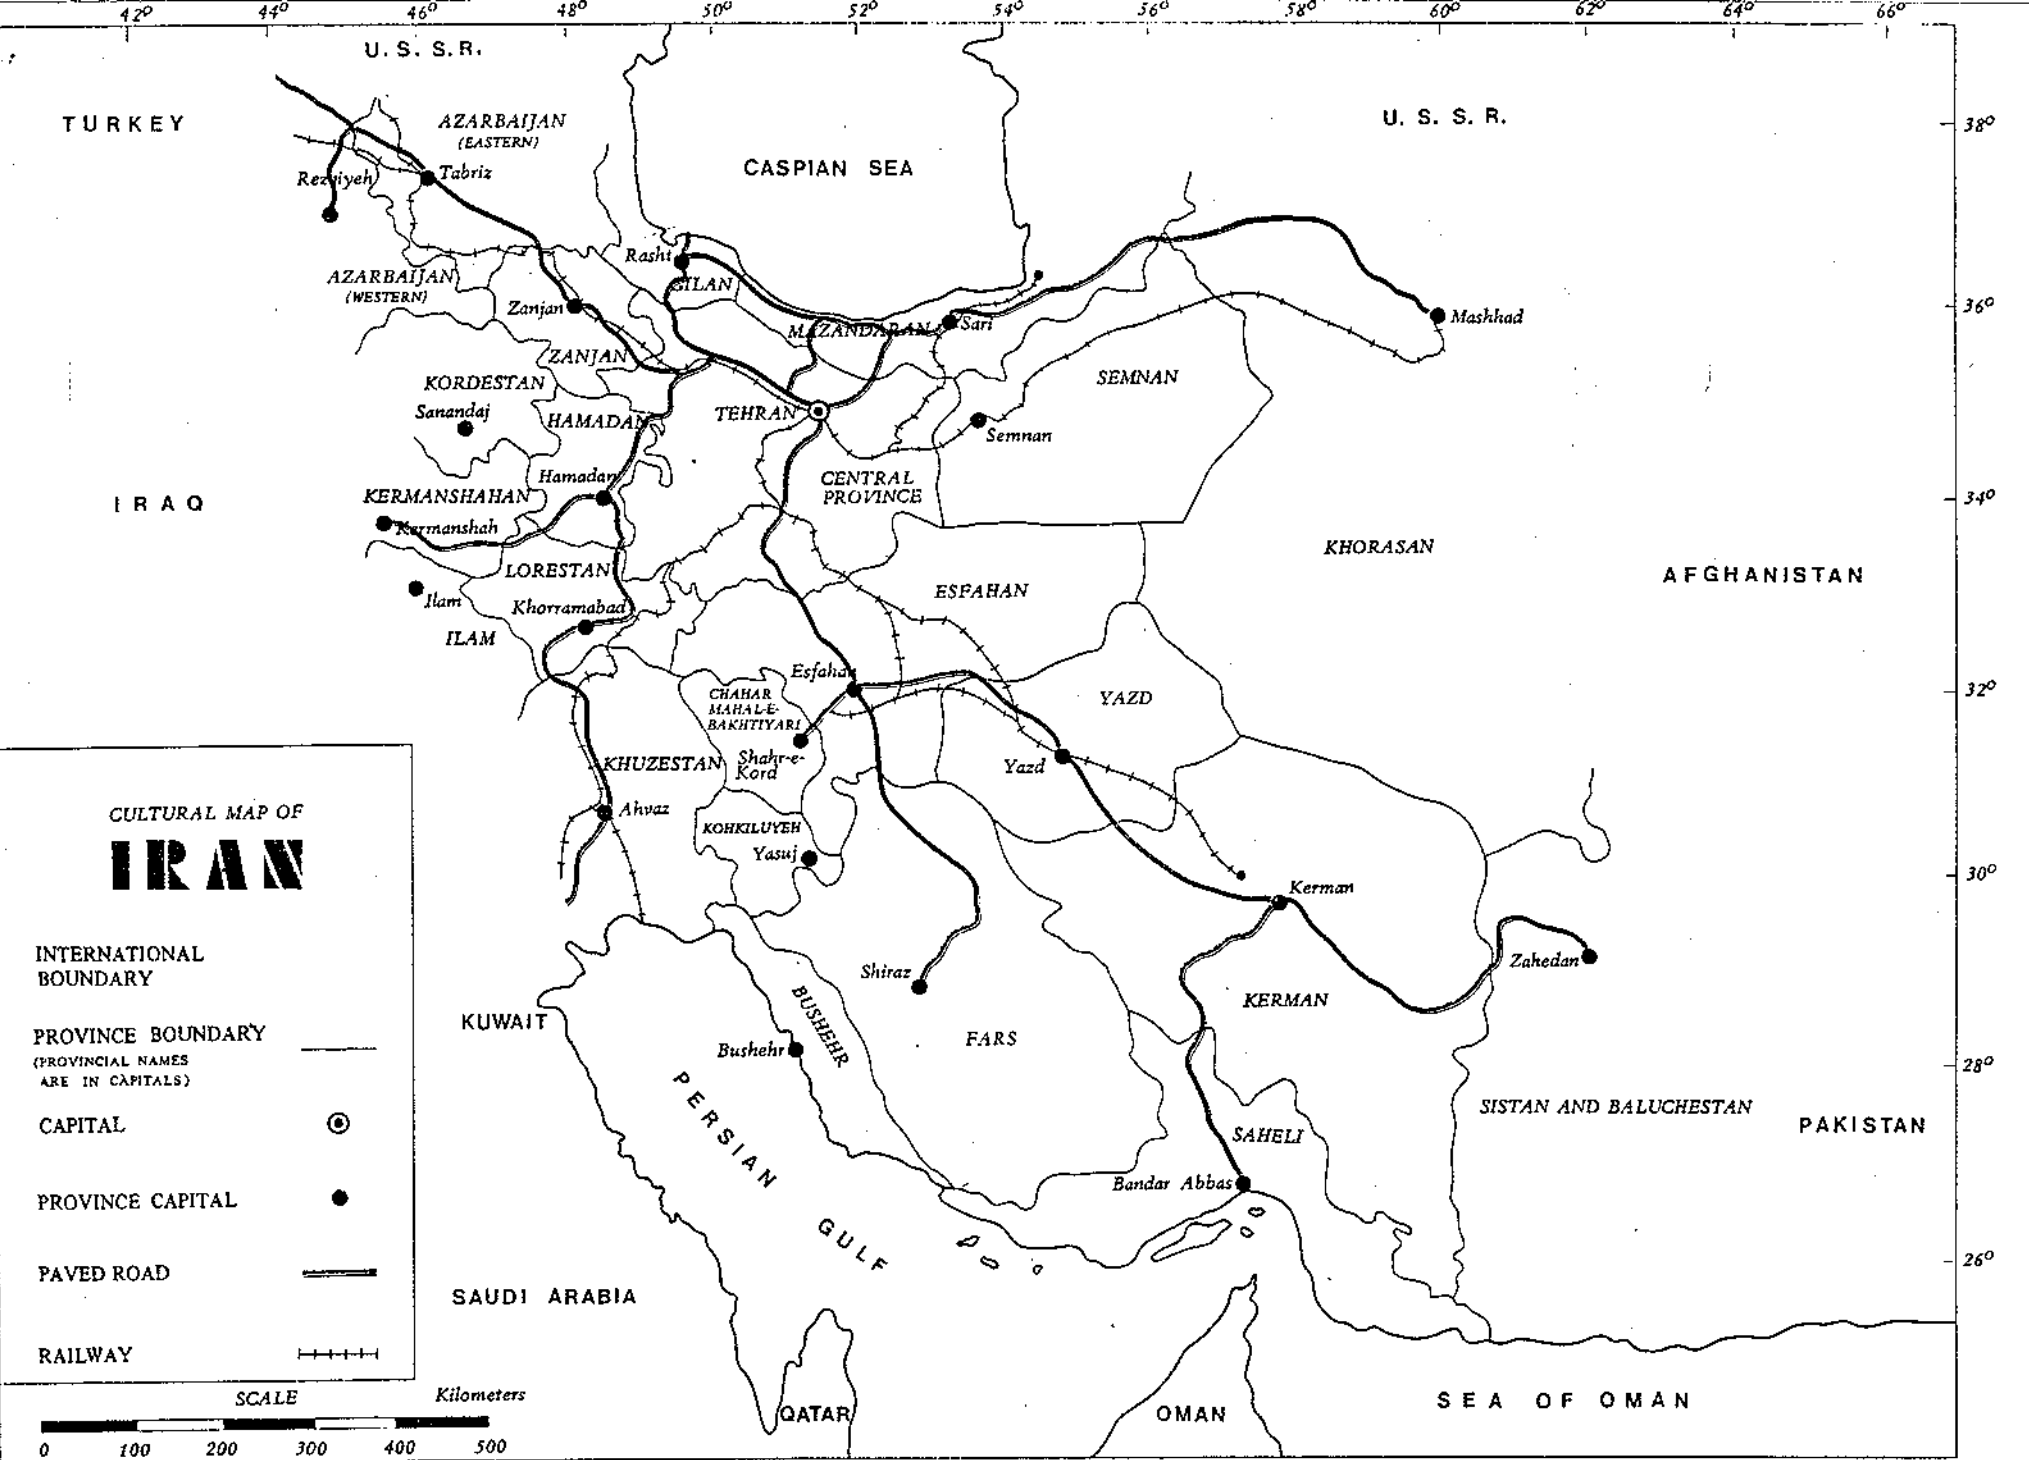 42° 44° 46° 48° 50° 52° 54° 56° 58° 60° 62° 64° 66°
U. S. S. R.
TURKEY
AZARBAIJAN
(EASTERN)
CASPIAN SEA
U. S. S. R.
38°
Rezaiyeh
Tabriz
Rasht
AZARBAIJAN
(WESTERN)
GILAN
Zanjan
MAZANDARAN
Sari
Mashhad
36°
ZANJAN
KORDESTAN
Sanandaj
HAMADAN
TEHRAN
SEMNAN
Semnan
Hamadan
CENTRAL
PROVINCE
KERMANSHAHAN
Kermanshah
IRAQ
34°
KHORASAN
AFGHANISTAN
LORESTAN
Ilam
Khorramabad
ESFAHAN
ILAM
Esfahan
CHAHAR
MAHAL-E-
BAKHTIYARI
YAZD
32°
KHUZESTAN
Shahr-e-
Kord
Yazd
Ahvaz
KOHKILUYEH
Yasuj
30°
Kerman
Zahedan
Shiraz
KERMAN
KUWAIT
BUSHEHR
Bushehr
FARS
28°
SISTAN AND BALUCHESTAN
PAKISTAN
SAHELI
Bandar Abbas
PERSIAN GULF
26°
SAUDI ARABIA
QATAR
OMAN
SEA OF OMAN
CULTURAL MAP OF
IRAN
INTERNATIONAL
BOUNDARY
PROVINCE BOUNDARY
(PROVINCIAL NAMES
ARE IN CAPITALS)
CAPITAL
PROVINCE CAPITAL
PAVED ROAD
RAILWAY
SCALE Kilometers
0 100 200 300 400 500